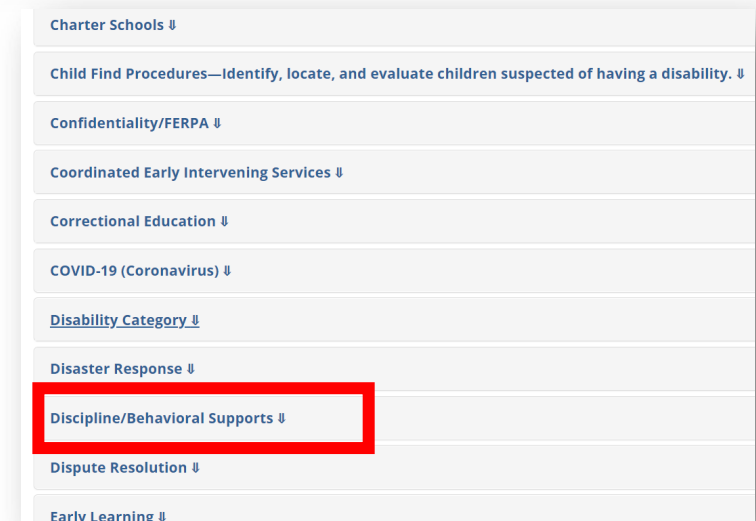 Charter Schools ⇓
Child Find Procedures—Identify, locate, and evaluate children suspected of having a disability. ⇓
Confidentiality/FERPA ⇓
Coordinated Early Intervening Services ⇓
Correctional Education ⇓
COVID-19 (Coronavirus) ⇓
Disability Category ⇓
Disaster Response ⇓
Discipline/Behavioral Supports ⇓
Dispute Resolution ⇓
Early Learning ⇓